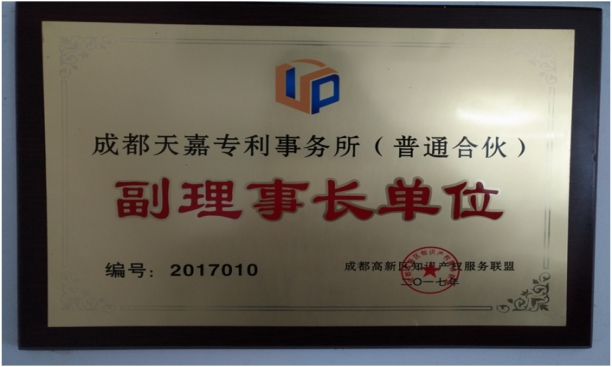 IP
成都天嘉专利事务所（普通合伙）
副理事长单位
编号：2017010
成都高新区知识产权服务联盟
二〇一七年